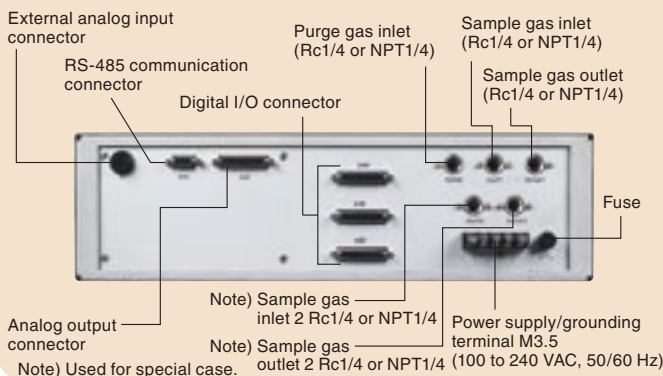 External analog input
connector
RS-485 communication
connector
Digital I/O connector
Purge gas inlet
(Rc1/4 or NPT1/4)
Sample gas inlet
(Rc1/4 or NPT1/4)
Sample gas outlet
(Rc1/4 or NPT1/4)
Fuse
Analog output
connector
Note) Sample gas
inlet 2 Rc1/4 or NPT1/4
Note) Sample gas
outlet 2 Rc1/4 or NPT1/4
Power supply/grounding
terminal M3.5
(100 to 240 VAC, 50/60 Hz)
Note) Used for special case.